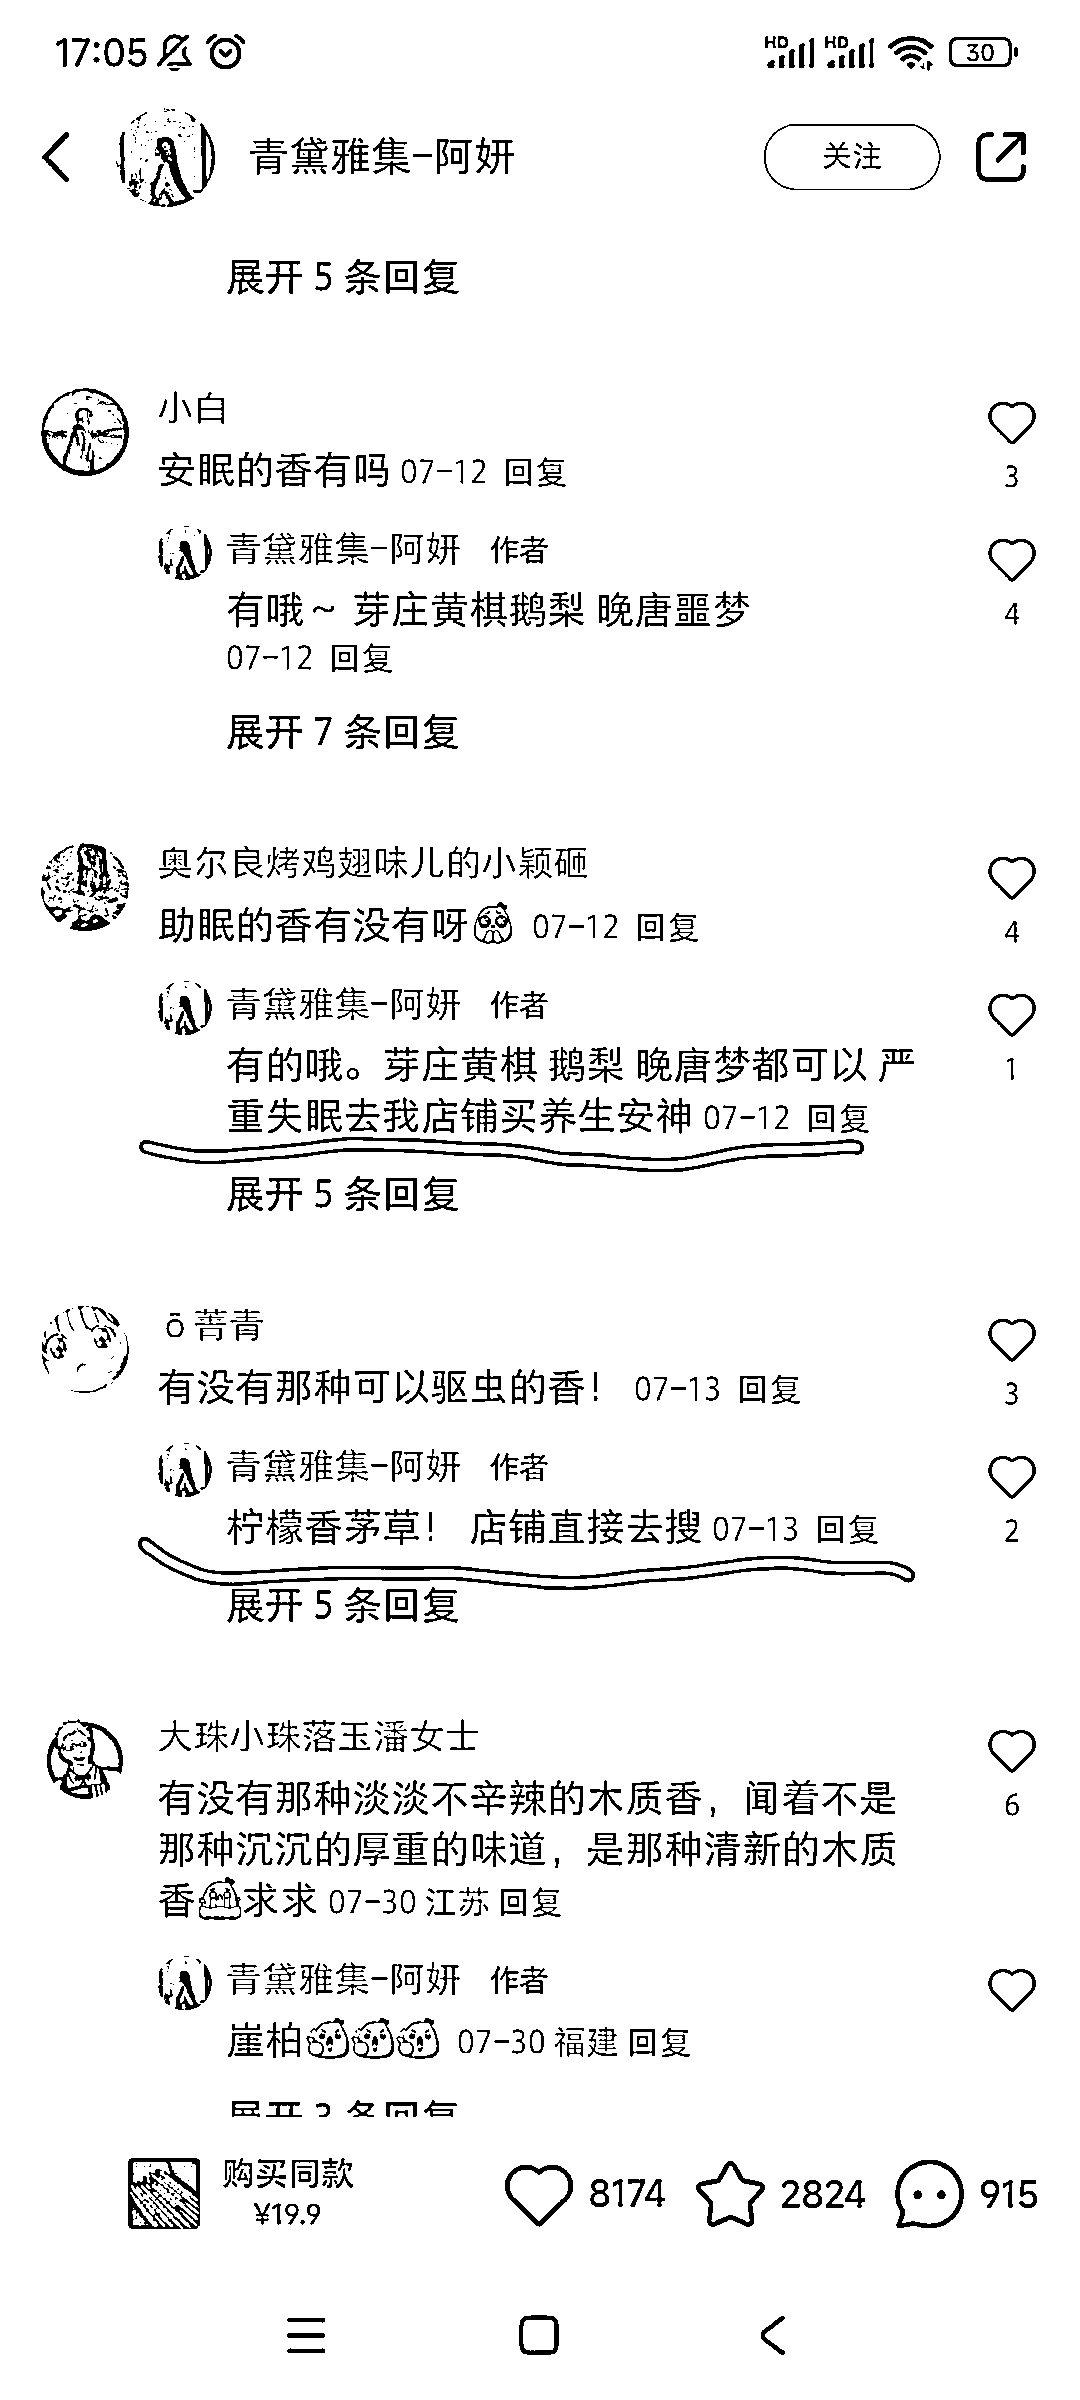 17:05 HD HD 30
青黛雅集-阿妍 关注
展开 5 条回复
小白
安眠的香有吗 07-12 回复
3
青黛雅集-阿妍 作者
有哦~ 芽庄黄棋鹅梨 晚唐噩梦
4
07-12 回复
展开 7 条回复
奥尔良烤鸡翅味儿的小颖砸
助眠的香有没有呀 07-12 回复
4
青黛雅集-阿妍 作者
有的哦。芽庄黄棋 鹅梨 晚唐梦都可以 严
1
重失眠去我店铺买养生安神 07-12 回复
展开 5 条回复
ō 菩青
有没有那种可以驱虫的香！ 07-13 回复
3
青黛雅集-阿妍 作者
柠檬香茅草！ 店铺直接去搜 07-13 回复
2
展开 5 条回复
大珠小珠落玉潘女士
有没有那种淡淡不辛辣的木质香，闻着不是
6
那种沉沉的厚重的味道，是那种清新的木质
香求求 07-30 江苏 回复
青黛雅集-阿妍 作者
崖柏 07-30 福建 回复
展开 3 条回复
购买同款
¥19.9
8174 2824 915